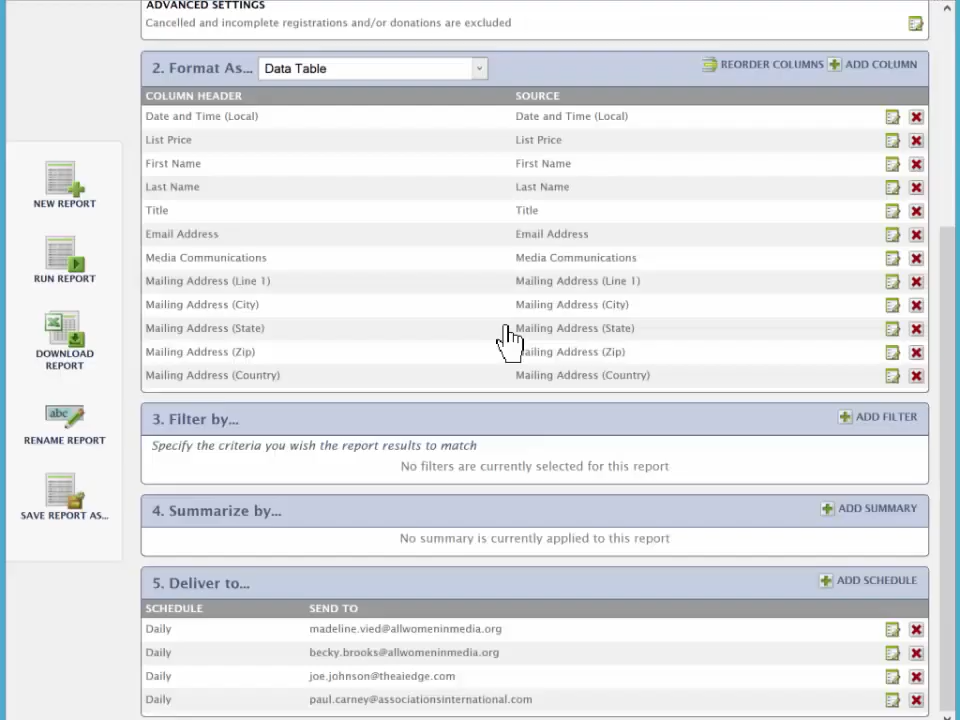 ADVANCED SETTINGS
Cancelled and incomplete registrations and/or donations are excluded
2. Format As... Data Table REORDER COLUMNS ADD COLUMN
COLUMN HEADER SOURCE
Date and Time (Local) Date and Time (Local)
List Price List Price
First Name First Name
Last Name Last Name
Title Title
Email Address Email Address
Media Communications Media Communications
Mailing Address (Line 1) Mailing Address (Line 1)
Mailing Address (City) Mailing Address (City)
Mailing Address (State) Mailing Address (State)
Mailing Address (Zip) ailing Address (Zip)
Mailing Address (Country) Mailing Address (Country)
3. Filter by... ADD FILTER
Specify the criteria you wish the report results to match
No filters are currently selected for this report
4. Summarize by... ADD SUMMARY
No summary is currently applied to this report
5. Deliver to... ADD SCHEDULE
SCHEDULE SEND TO
Daily madeline.vied@allwomeninmedia.org
Daily becky.brooks@allwomeninmedia.org
Daily joe.johnson@theaiedge.com
Daily paul.carney@associationsinternational.com
NEW REPORT
RUN REPORT
DOWNLOAD
REPORT
abc
RENAME REPORT
SAVE REPORT AS...